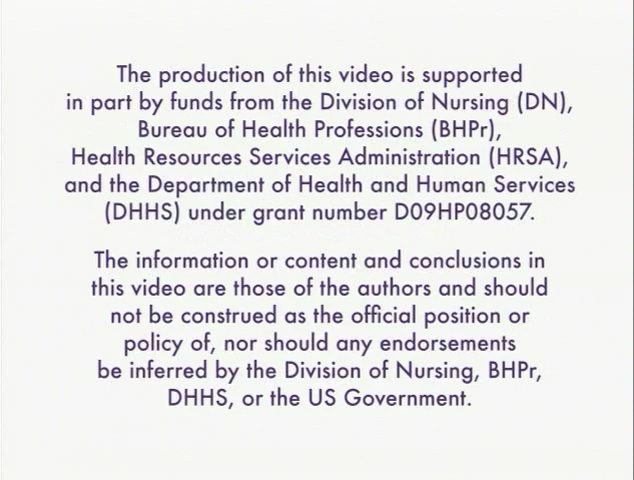 The production of this video is supported
in part by funds from the Division of Nursing (DN),
Bureau of Health Professions (BHPr),
Health Resources Services Administration (HRSA),
and the Department of Health and Human Services
(DHHS) under grant number D09HP08057.
The information or content and conclusions in
this video are those of the authors and should
not be construed as the official position or
policy of, nor should any endorsements
be inferred by the Division of Nursing, BHPr,
DHHS, or the US Government.